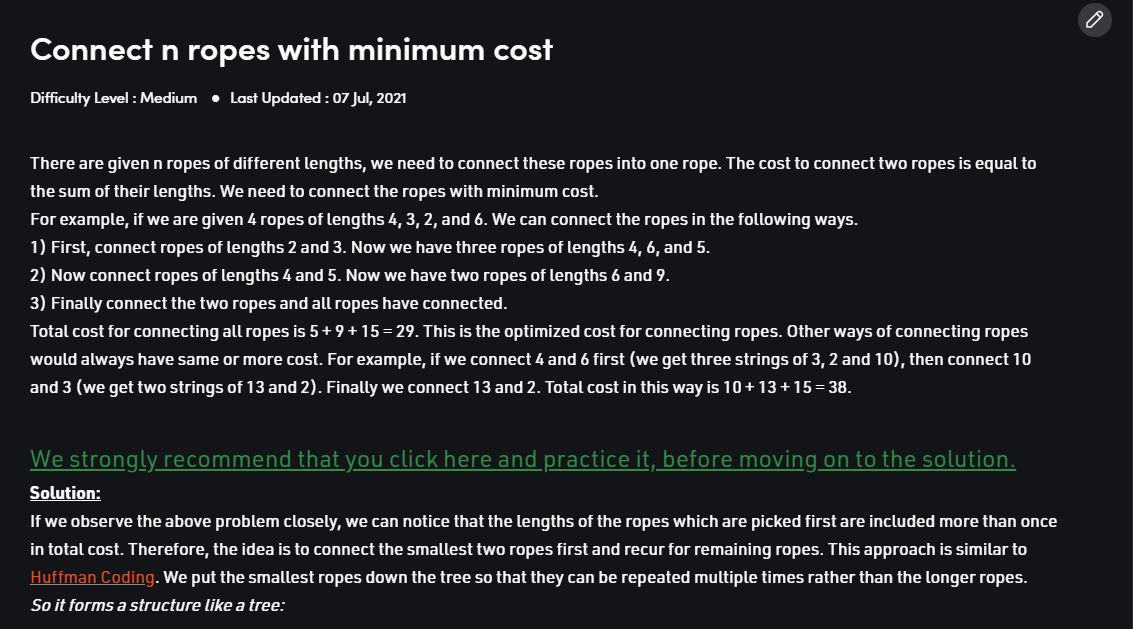 Connect n ropes with minimum cost
Difficulty Level : Medium ● Last Updated : 07 Jul, 2021
There are given n ropes of different lengths, we need to connect these ropes into one rope. The cost to connect two ropes is equal to
the sum of their lengths. We need to connect the ropes with minimum cost.
For example, if we are given 4 ropes of lengths 4, 3, 2, and 6. We can connect the ropes in the following ways.
1) First, connect ropes of lengths 2 and 3. Now we have three ropes of lengths 4, 6, and 5.
2) Now connect ropes of lengths 4 and 5. Now we have two ropes of lengths 6 and 9.
3) Finally connect the two ropes and all ropes have connected.
Total cost for connecting all ropes is 5 + 9 + 15 = 29. This is the optimized cost for connecting ropes. Other ways of connecting ropes
would always have same or more cost. For example, if we connect 4 and 6 first (we get three strings of 3, 2 and 10), then connect 10
and 3 (we get two strings of 13 and 2). Finally we connect 13 and 2. Total cost in this way is 10 + 13 + 15 = 38.
We strongly recommend that you click here and practice it, before moving on to the solution.
Solution:
If we observe the above problem closely, we can notice that the lengths of the ropes which are picked first are included more than once
in total cost. Therefore, the idea is to connect the smallest two ropes first and recur for remaining ropes. This approach is similar to
Huffman Coding. We put the smallest ropes down the tree so that they can be repeated multiple times rather than the longer ropes.
So it forms a structure like a tree: